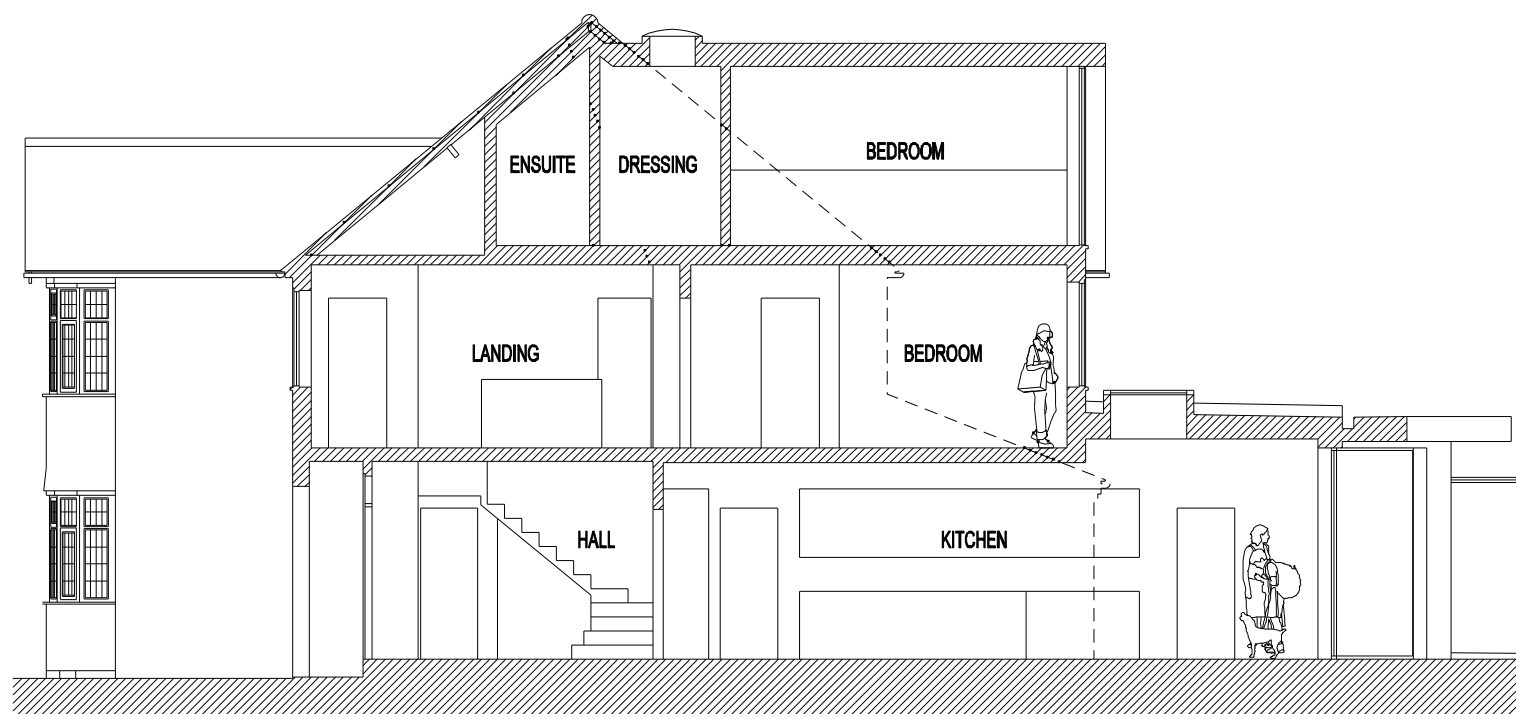 ENSUITE
DRESSING
BEDROOM
LANDING
BEDROOM
HALL
KITCHEN